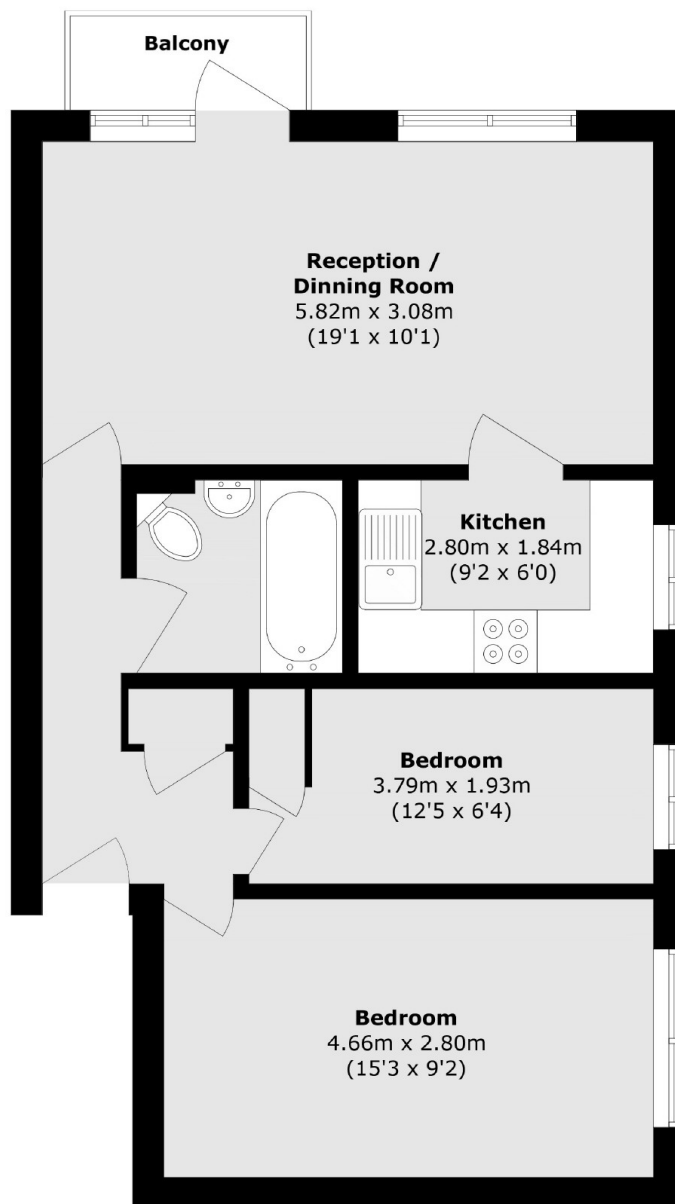 Balcony
Reception /
Dinning Room
5.82m x 3.08m
(19'1 x 10'1)
Kitchen
2.80m x 1.84m
(9'2 x 6'0)
Bedroom
3.79m x 1.93m
(12'5 x 6'4)
Bedroom
4.66m x 2.80m
(15'3 x 9'2)